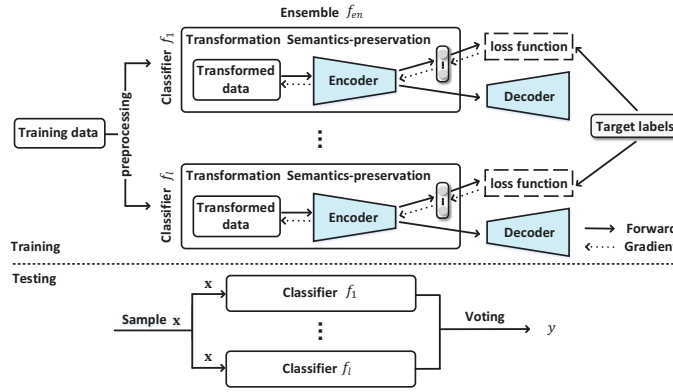 Ensemble f_en
Classifier f_1
Transformation Semantics-preservation
Transformed
data
Encoder
loss function
Decoder
Training data
preprocessing
Target labels
Classifier f_l
Transformation Semantics-preservation
Transformed
data
Encoder
loss function
Decoder
Forward
Gradient
Training
Testing
x
Classifier f_1
Sample x
Voting
y
x
Classifier f_l